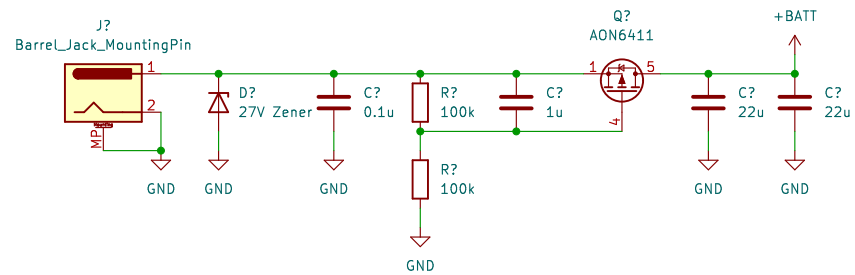 J?
Barrel_Jack_MountingPin
1
2
Mounting
MP
GND
D?
27V Zener
GND
C?
0.1u
GND
R?
100k
R?
100k
GND
C?
1u
Q?
AON6411
1
5
4
C?
22u
GND
+BATT
C?
22u
GND